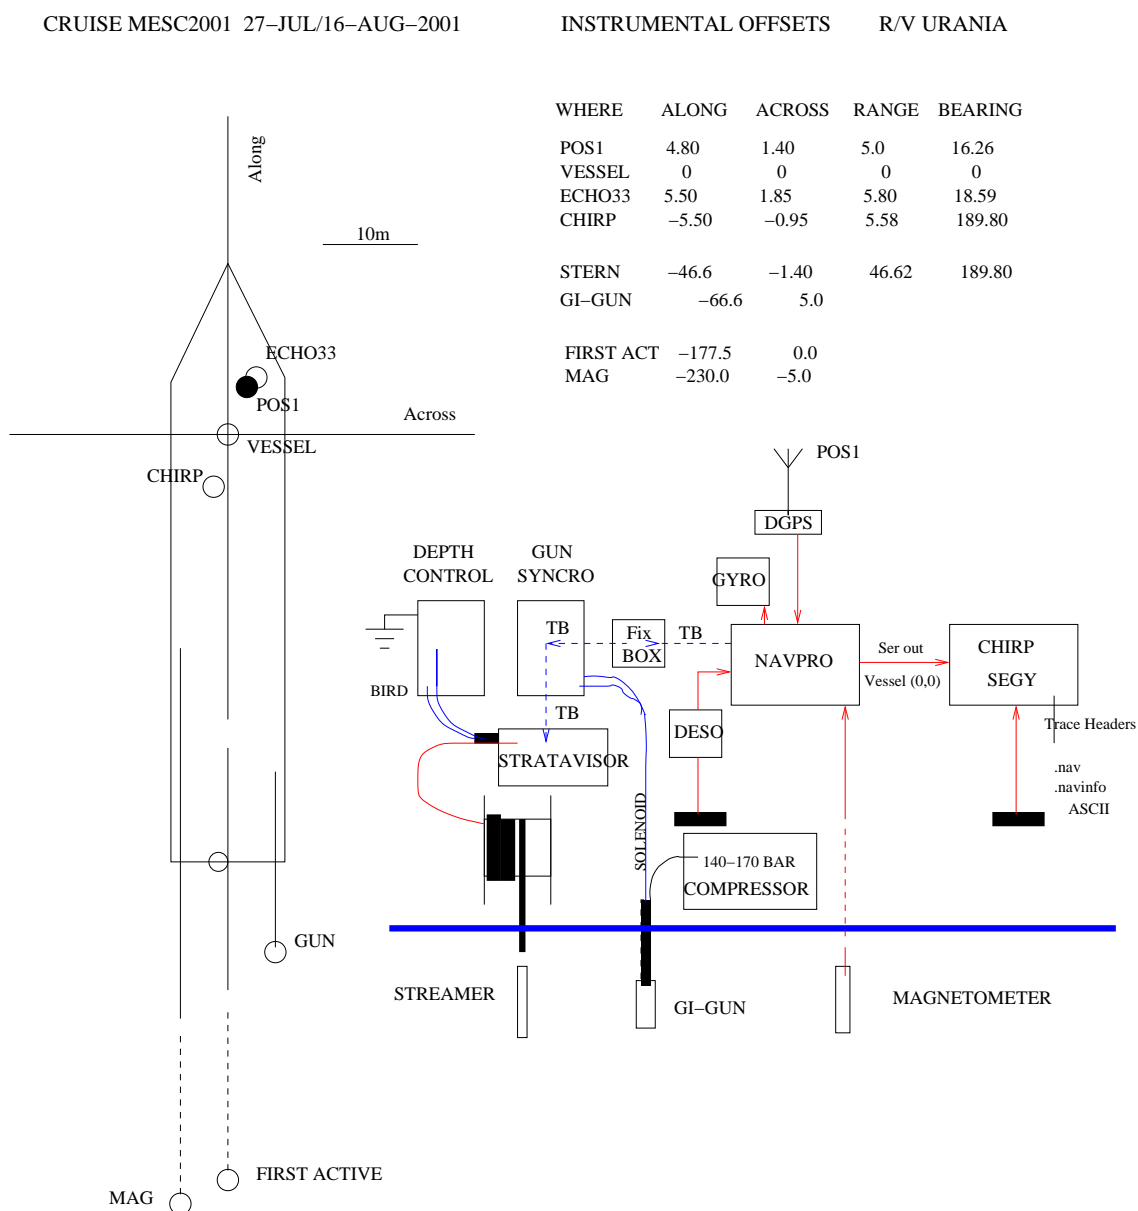 CRUISE MESC2001 27–JUL/16–AUG–2001 INSTRUMENTAL OFFSETS R/V URANIA
WHERE ALONG ACROSS RANGE BEARING
POS1 4.80 1.40 5.0 16.26
VESSEL 0 0 0 0
ECHO33 5.50 1.85 5.80 18.59
CHIRP –5.50 –0.95 5.58 189.80
STERN –46.6 –1.40 46.62 189.80
GI–GUN –66.6 5.0
FIRST ACT –177.5 0.0
MAG –230.0 –5.0
Along
10m
ECHO33
POS1
Across
VESSEL
CHIRP
GUN
FIRST ACTIVE
MAG
POS1
DGPS
GYRO
DEPTH
CONTROL
GUN
SYNCRO
TB
Fix
BOX
TB
NAVPRO
Ser out
Vessel (0,0)
CHIRP
SEGY
BIRD
TB
DESO
Trace Headers
STRATAVISOR
.nav
.navinfo
ASCII
SOLENOID
140–170 BAR
COMPRESSOR
STREAMER
GI–GUN
MAGNETOMETER